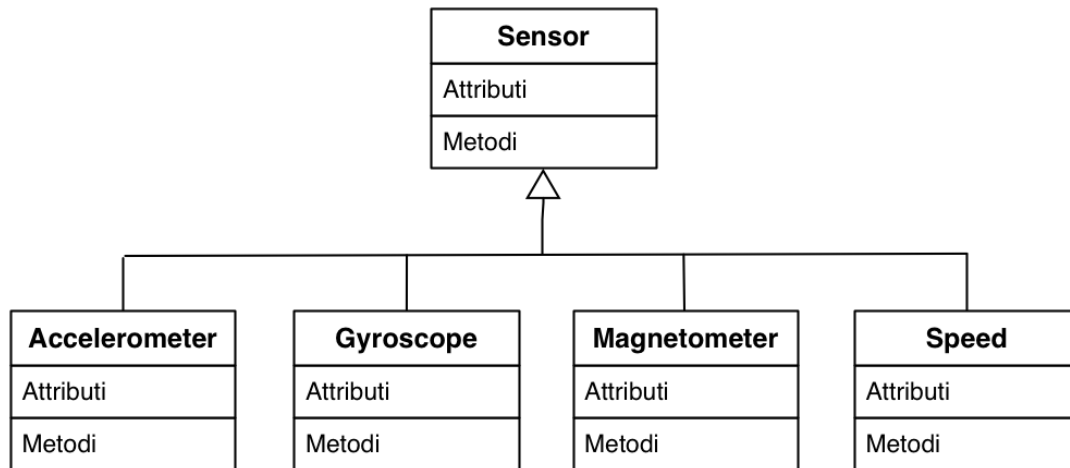 Sensor
Attributi
Metodi
Accelerometer
Attributi
Metodi
Gyroscope
Attributi
Metodi
Magnetometer
Attributi
Metodi
Speed
Attributi
Metodi